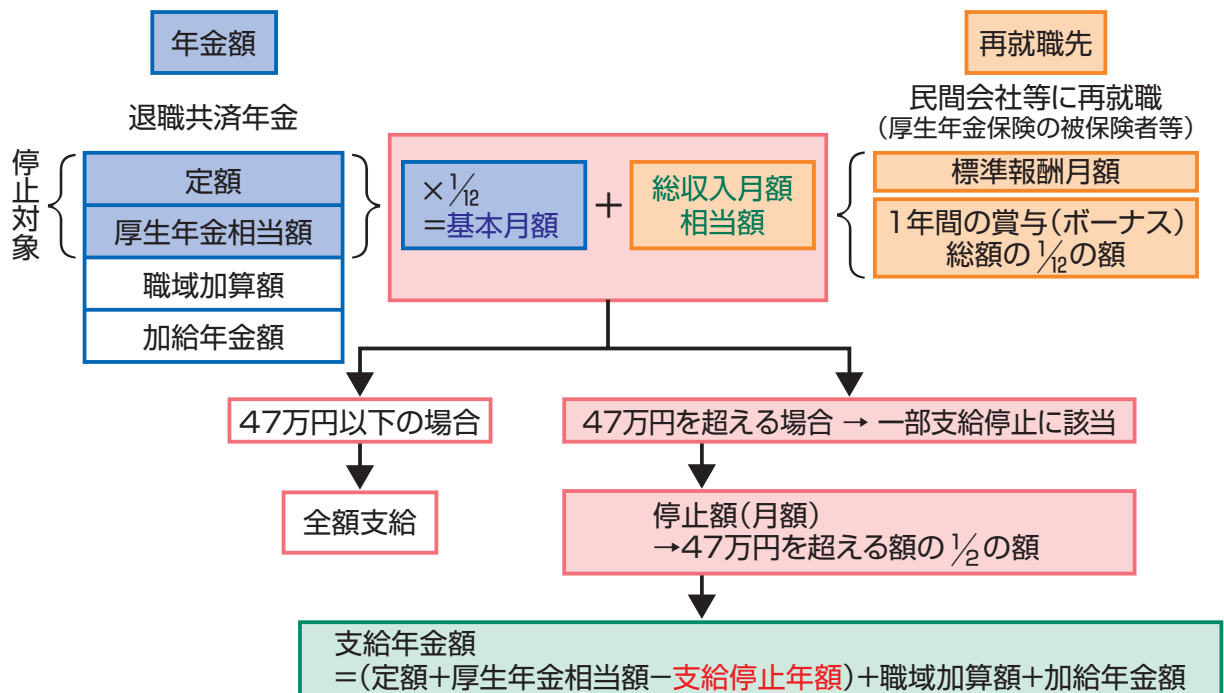 年金額
退職共済年金
停止対象
定額
厚生年金相当額
職域加算額
加給年金額
×1/12
=基本月額
+
総収入月額
相当額
再就職先
民間会社等に再就職
(厚生年金保険の被保険者等)
標準報酬月額
1年間の賞与(ボーナス)
総額の1/12の額
47万円以下の場合
全額支給
47万円を超える場合 → 一部支給停止に該当
停止額(月額)
→47万円を超える額の1/2の額
支給年金額
=(定額+厚生年金相当額−支給停止年額)+職域加算額+加給年金額